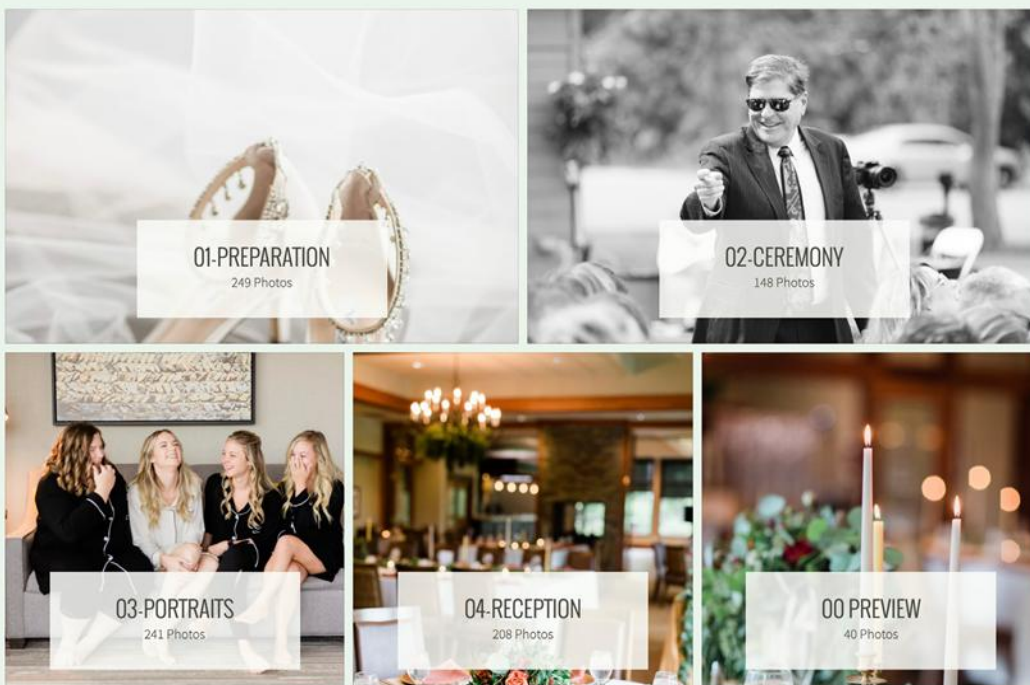 01-PREPARATION
249 Photos
02-CEREMONY
148 Photos
03-PORTRAITS
241 Photos
04-RECEPTION
208 Photos
00 PREVIEW
40 Photos